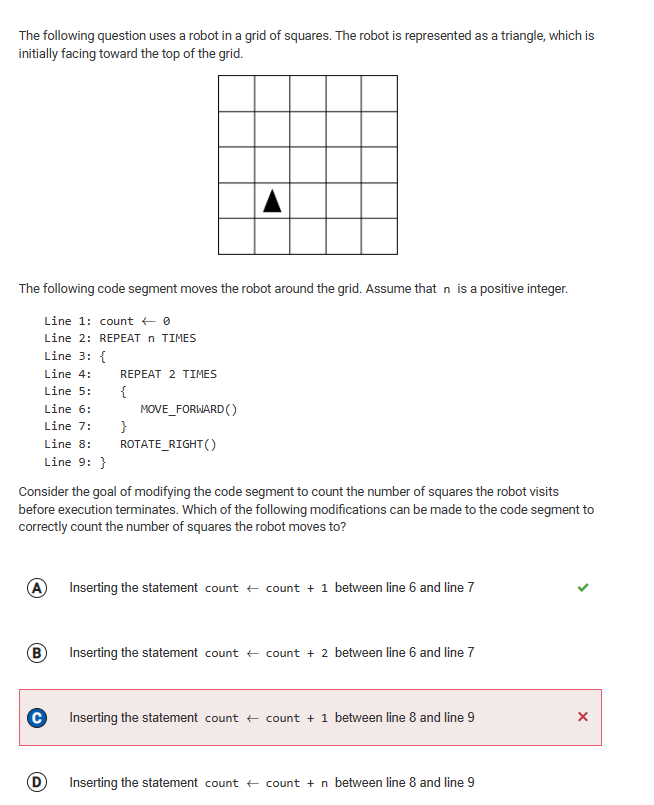 The following question uses a robot in a grid of squares. The robot is represented as a triangle, which is
initially facing toward the top of the grid.
The following code segment moves the robot around the grid. Assume that n is a positive integer.
Line 1: count ← 0
Line 2: REPEAT n TIMES
Line 3: {
Line 4: REPEAT 2 TIMES
Line 5: {
Line 6: MOVE_FORWARD()
Line 7: }
Line 8: ROTATE_RIGHT()
Line 9: }
Consider the goal of modifying the code segment to count the number of squares the robot visits
before execution terminates. Which of the following modifications can be made to the code segment to
correctly count the number of squares the robot moves to?
A Inserting the statement count ← count + 1 between line 6 and line 7
B Inserting the statement count ← count + 2 between line 6 and line 7
C Inserting the statement count ← count + 1 between line 8 and line 9
D Inserting the statement count ← count + n between line 8 and line 9